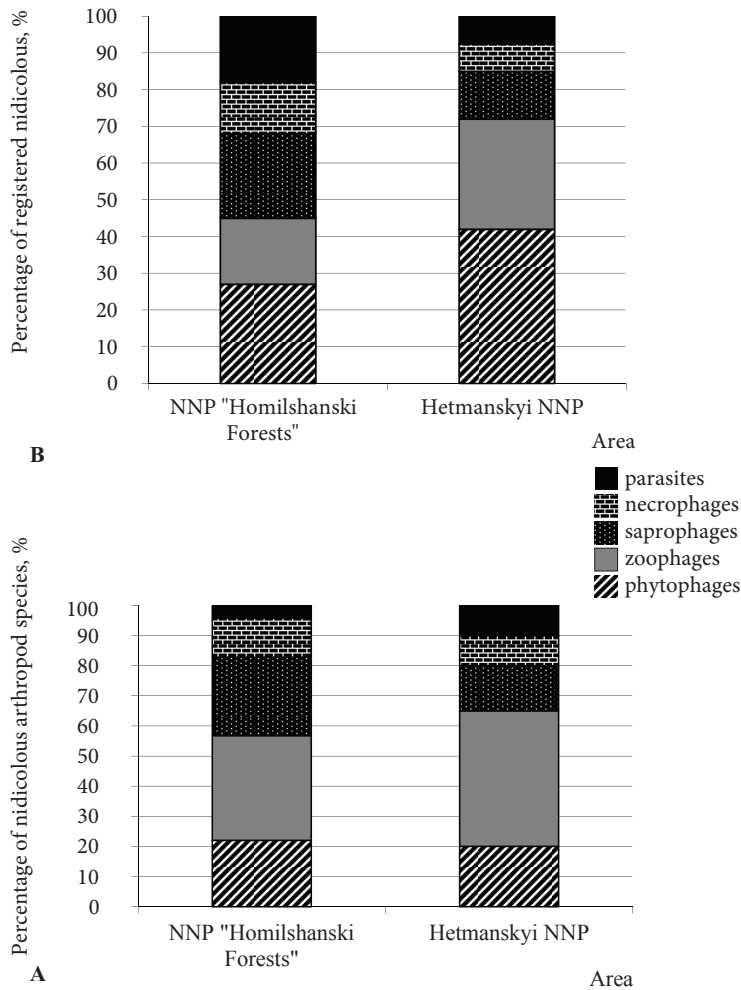 Percentage of registered nidicolous, %
100
90
80
70
60
50
40
30
20
10
0
NNP "Homilshanski
Forests"
Hetmanskyi NNP
B
Area
parasites
necrophages
saprophages
zoophages
phytophages
Percentage of nidicolous arthropod species, %
100
90
80
70
60
50
40
30
20
10
0
NNP "Homilshanski
Forests"
Hetmanskyi NNP
A
Area